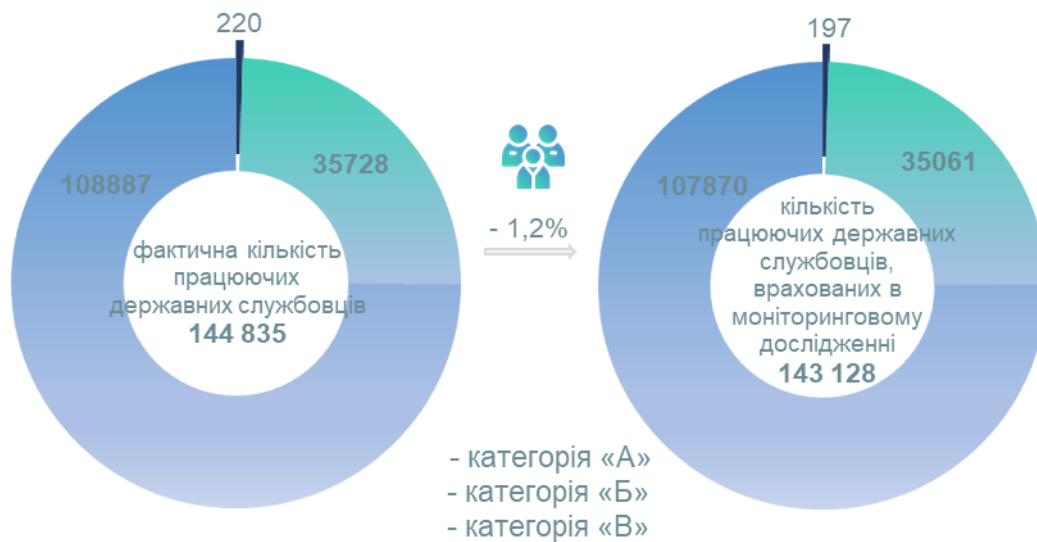 220
197
35728
108887
35061
107870
- 1,2%
фактична кількість
працюючих
державних службовців
144 835
кількість
працюючих державних
службовців,
врахованих в
моніторинговому
дослідженні
143 128
- категорія «А»
- категорія «Б»
- категорія «В»